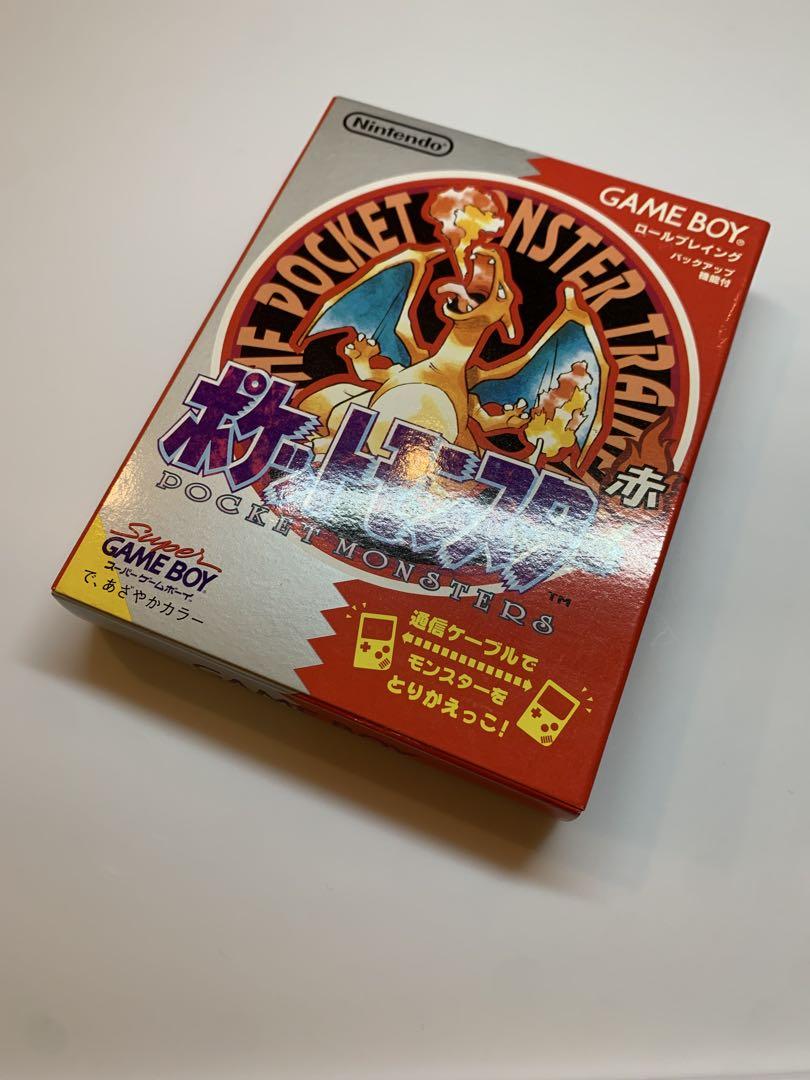 Nintendo
GAME BOY®
ロールプレイング
バックアップ
機能付
POCKET MONSTER TRAINE
ポケットモンスター
赤
POCKET MONSTERS
TM
Super
GAME BOY
スーパーゲームボーイ
で、あざやかカラー
通信ケーブルで
モンスターを
とりかえっこ!
GAME BOY